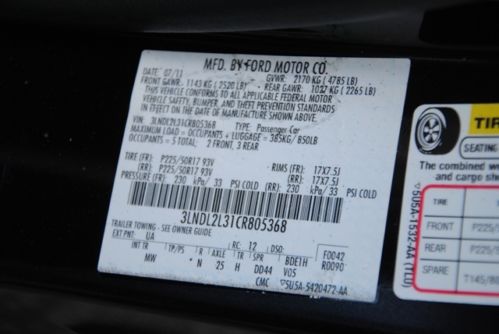 MFD. BY FORD MOTOR CO.
DATE: 07/11 GVWR: 2170 KG ( 4785 LB)
FRONT GAWR: 1143 KG ( 2520 LB) REAR GAWR: 1027 KG ( 2265 LB)
THIS VEHICLE CONFORMS TO ALL APPLICABLE FEDERAL MOTOR
VEHICLE SAFETY, BUMPER, AND THEFT PREVENTION STANDARDS
IN EFFECT ON THE DATE OF MANUFACTURE SHOWN ABOVE.
VIN: 3LNDL2L31CR805368
TYPE: Passenger Car
MAXIMUM LOAD = OCCUPANTS + LUGGAGE = 385KG/850LB
OCCUPANTS = 5 TOTAL: 2 FRONT, 3 REAR
TIRE (FR): P225/50R17 93V RIMS (FR): 17X7.5J
(RR): P225/50R17 93V (RR): 17X7.5J
PRESSURE (FR): 230 kPa/ 33 PSI COLD (RR): 230 kPa/ 33 PSI COLD
3LNDL2L31CR805368
TRAILER TOWING - SEE OWNER GUIDE
EXT PNT: UA RC: 12 DSO: F0042
INT TR TP/PS R AXLE TR SPR BDE1H R0090
MW N 25 H DD44 V05
CMC 5U5A-5420472-AA
TIR
SEATING
The combined we
and cargo sho
TIRE
FRONT P225/
REAR P225/
SPARE T145/80
5U5A-1532-AA (TLU)